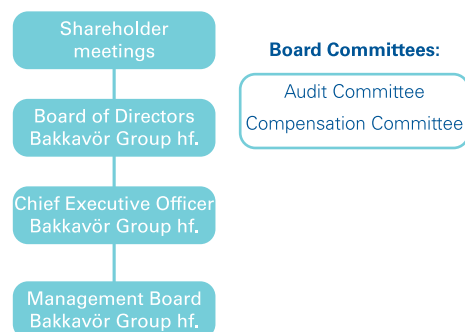 Shareholder
meetings
Board of Directors
Bakkavör Group hf.
Chief Executive Officer
Bakkavör Group hf.
Management Board
Bakkavör Group hf.
Board Committees:
Audit Committee
Compensation Committee